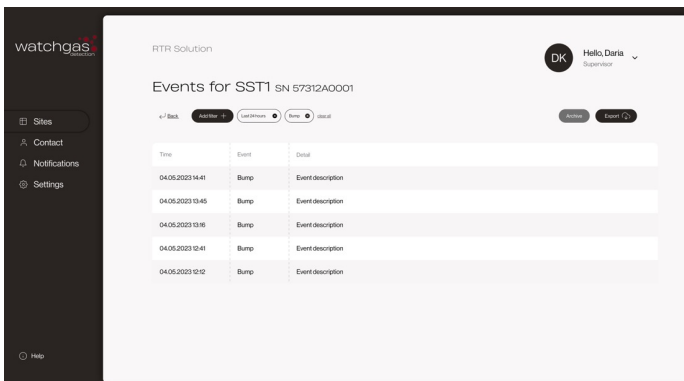 watchgas
detection
RTR Solution
DK
Hello, Daria
Supervisor
Events for SST1 SN 57312A0001
Back
Add filter
Last 24 hours
Bump
clear all
Archive
Export
Sites
Contact
Notifications
Settings
Time Event Detail
04.05.2023 14:41 Bump Event description
04.05.2023 13:45 Bump Event description
04.05.2023 13:16 Bump Event description
04.05.2023 12:41 Bump Event description
04.05.2023 12:12 Bump Event description
Help